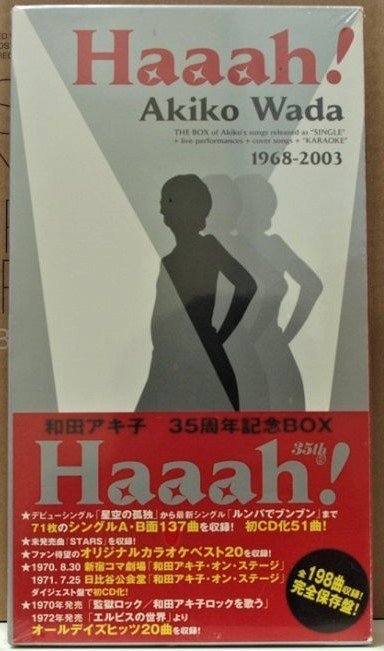 Haaah!
Akiko Wada
THE BOX of Akiko's songs released as "SINGLE"
+ live performances + cover songs + "KARAOKE"
1968-2003
和田アキ子 35周年記念BOX
Haaah!
35th
★デビューシングル「星空の孤独」から最新シングル「ルンバでブンブン」まで
71枚のシングルA・B面137曲を収録! 初CD化51曲!
★未発売曲「STARS」を収録!
★ファン待望のオリジナルカラオケベスト20を収録!
★1970. 8.30 新宿コマ劇場「和田アキ子・オン・ステージ」
1971. 7.25 日比谷公会堂「和田アキ子・オン・ステージ」
ダイジェスト盤で初CD化!
★1970年発売 「監獄ロック/和田アキ子ロックを歌う」
1972年発売 「エルビスの世界」より
オールデイズヒッツ20曲を収録!
全198曲収録!
完全保存盤!